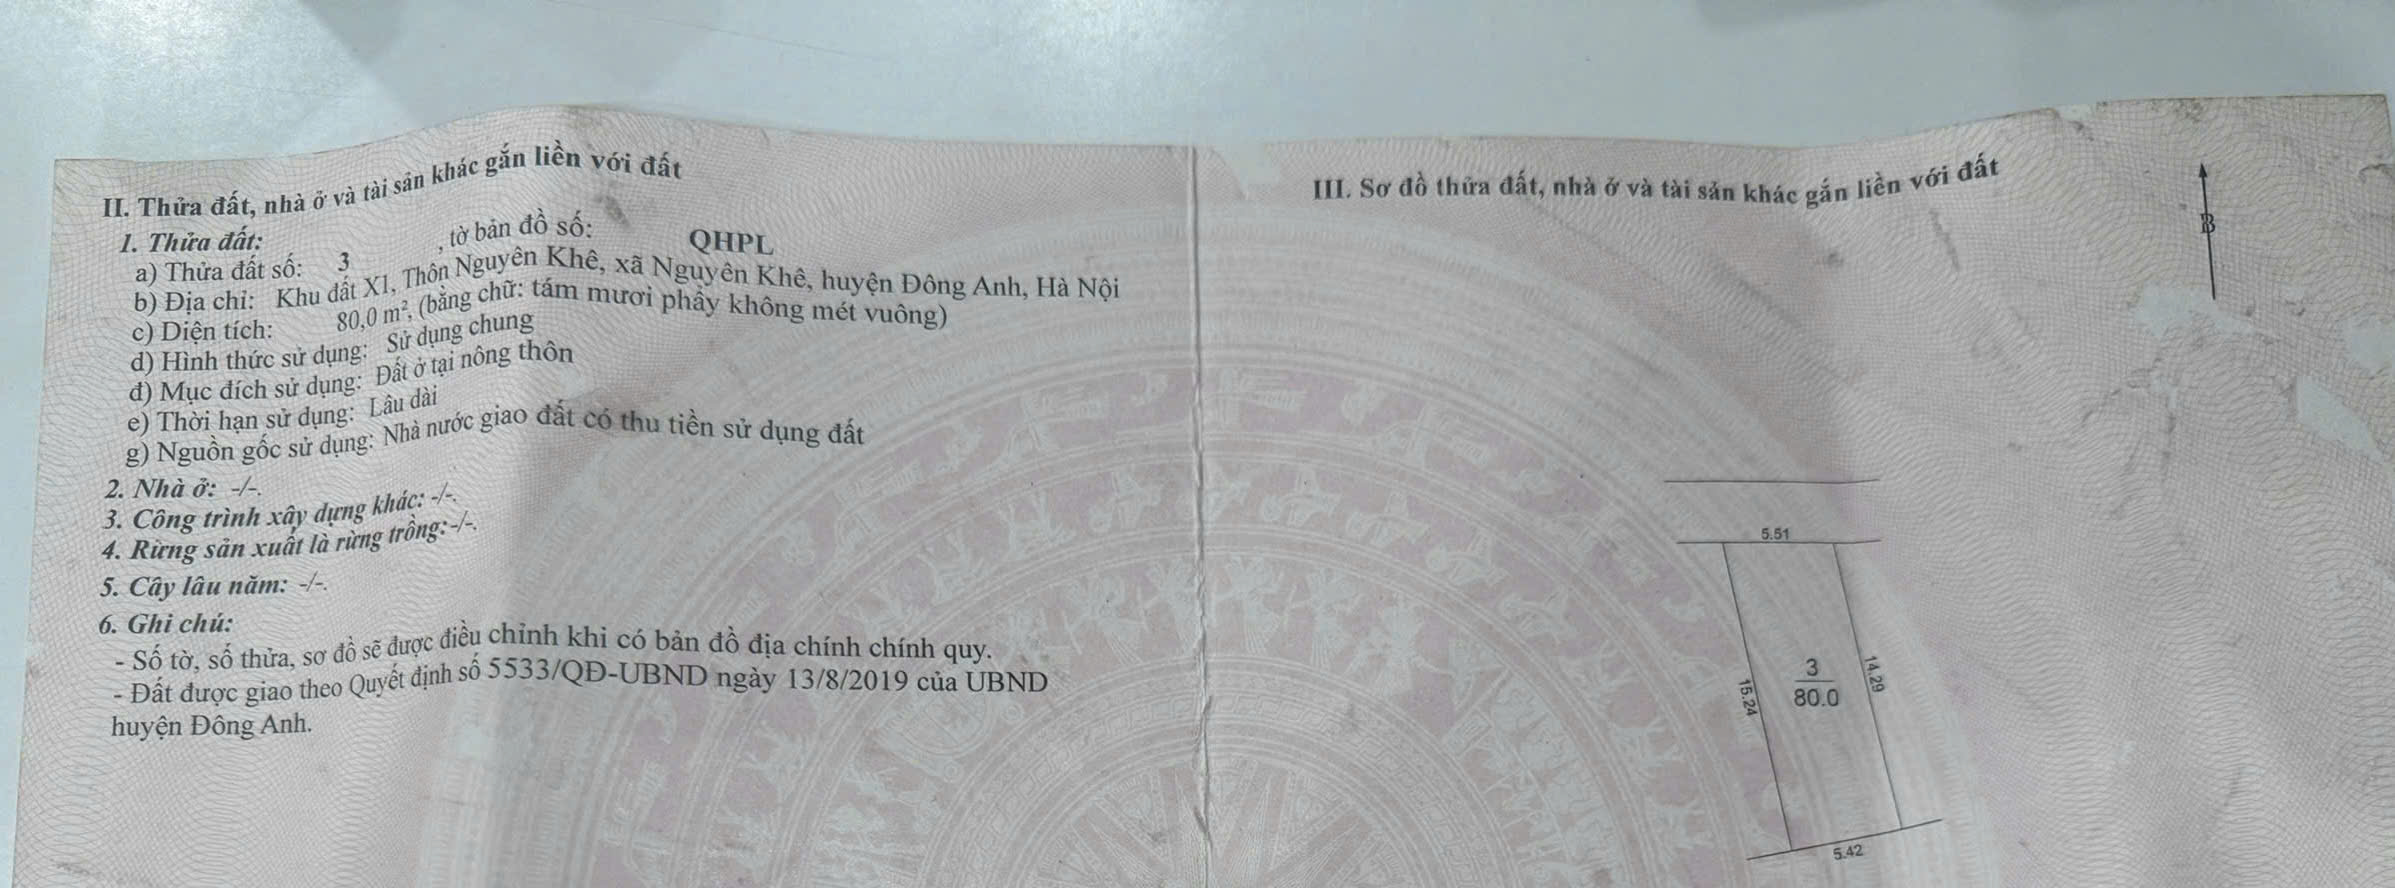 II. Thửa đất, nhà ở và tài sản khác gắn liền với đất
1. Thửa đất:
a) Thửa đất số: 3 , tờ bản đồ số: QHPL
b) Địa chỉ: Khu đất X1, Thôn Nguyên Khê, xã Nguyên Khê, huyện Đông Anh, Hà Nội
c) Diện tích: 80,0 m², (bằng chữ: tám mươi phẩy không mét vuông)
d) Hình thức sử dụng: Sử dụng chung
đ) Mục đích sử dụng: Đất ở tại nông thôn
e) Thời hạn sử dụng: Lâu dài
g) Nguồn gốc sử dụng: Nhà nước giao đất có thu tiền sử dụng đất
2. Nhà ở: -/-.
3. Công trình xây dựng khác: -/-.
4. Rừng sản xuất là rừng trồng:-/-.
5. Cây lâu năm: -/-.
6. Ghi chú:
- Số tờ, số thửa, sơ đồ sẽ được điều chỉnh khi có bản đồ địa chính chính quy.
- Đất được giao theo Quyết định số 5533/QĐ-UBND ngày 13/8/2019 của UBND
huyện Đông Anh.
III. Sơ đồ thửa đất, nhà ở và tài sản khác gắn liền với đất
B
5.51
15.24
3
80.0
14.29
5.42